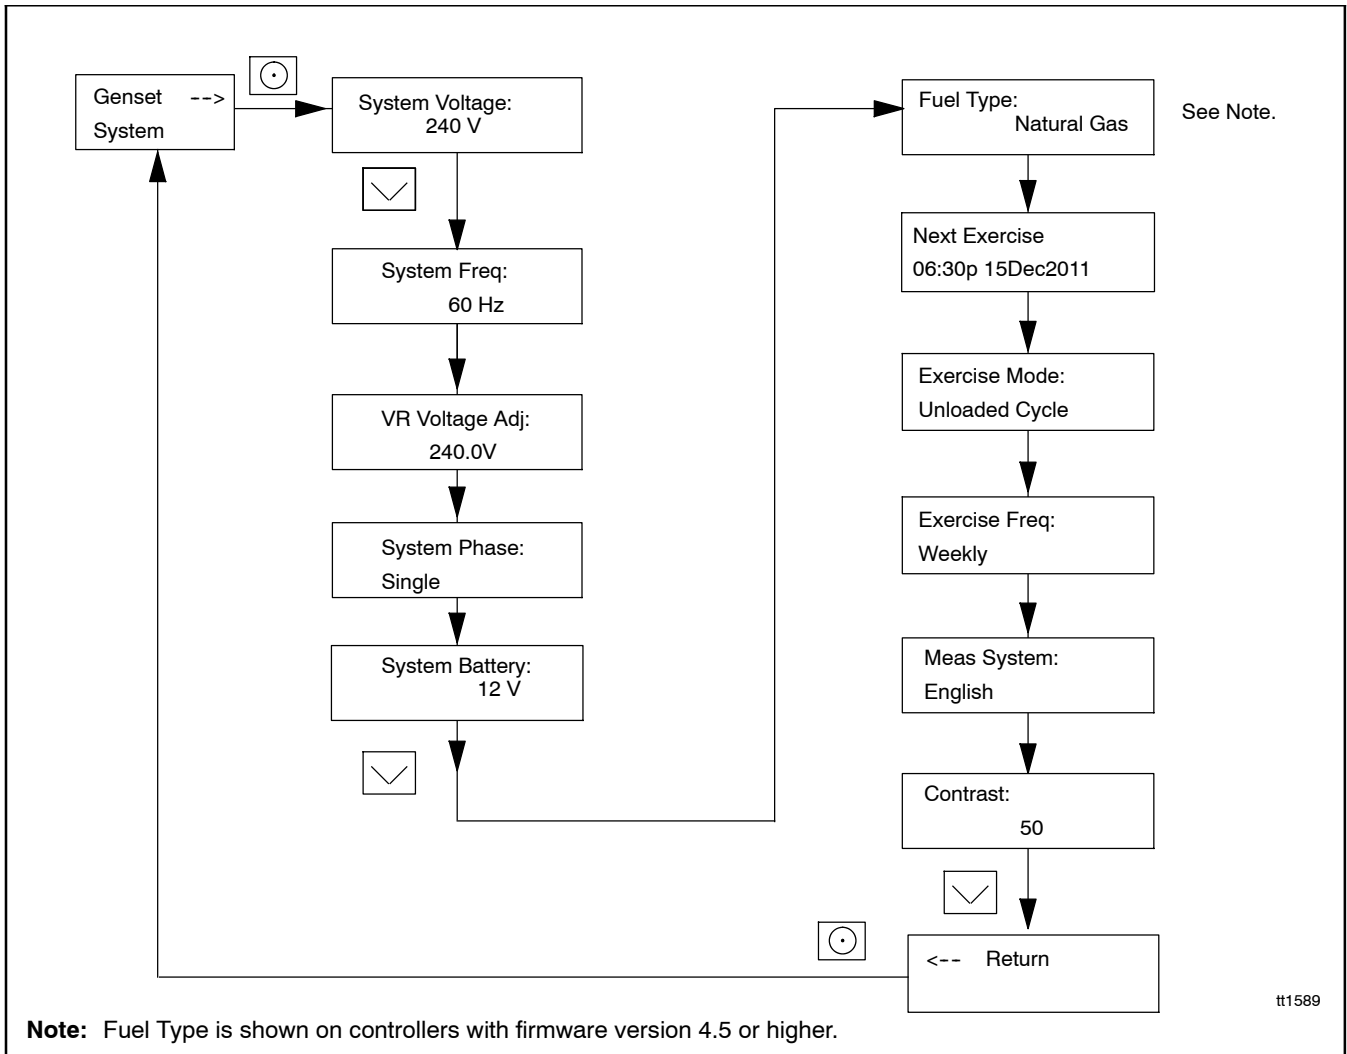 Genset -->
System
System Voltage:
240 V
System Freq:
60 Hz
VR Voltage Adj:
240.0V
System Phase:
Single
System Battery:
12 V
Fuel Type:
Natural Gas
See Note.
Next Exercise
06:30p 15Dec2011
Exercise Mode:
Unloaded Cycle
Exercise Freq:
Weekly
Meas System:
English
Contrast:
50
<-- Return
tt1589
Note: Fuel Type is shown on controllers with firmware version 4.5 or higher.